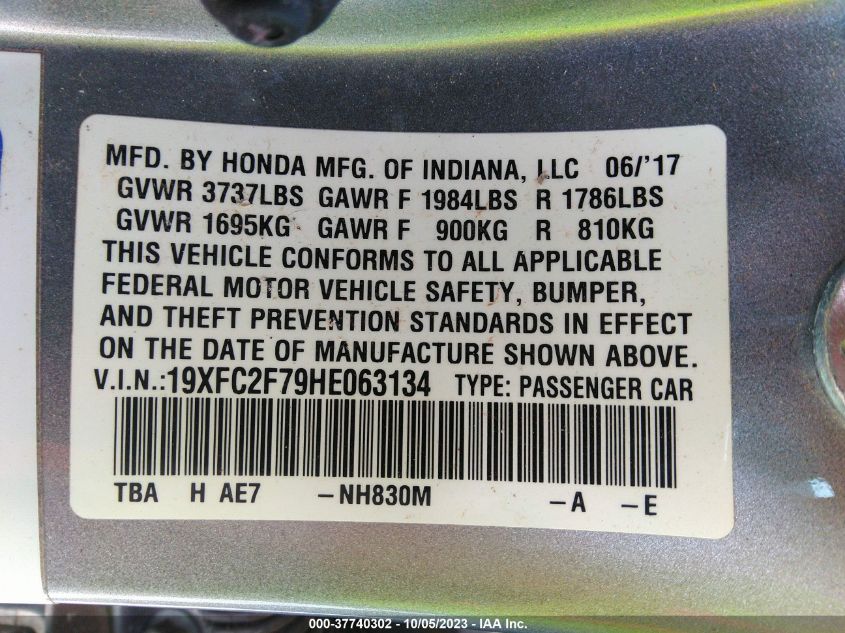 MFD. BY HONDA MFG. OF INDIANA, LLC 06/'17
GVWR 3737LBS GAWR F 1984LBS R 1786LBS
GVWR 1695KG GAWR F 900KG R 810KG
THIS VEHICLE CONFORMS TO ALL APPLICABLE
FEDERAL MOTOR VEHICLE SAFETY, BUMPER,
AND THEFT PREVENTION STANDARDS IN EFFECT
ON THE DATE OF MANUFACTURE SHOWN ABOVE.
V.I.N.:19XFC2F79HE063134 TYPE: PASSENGER CAR
TBA H AE7 -NH830M -A -E
000-37740302 - 10/05/2023 - IAA Inc.